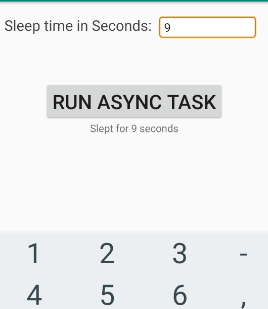 Sleep time in Seconds: 9
RUN ASYNC TASK
Slept for 9 seconds
1 2 3 -
4 5 6 ,